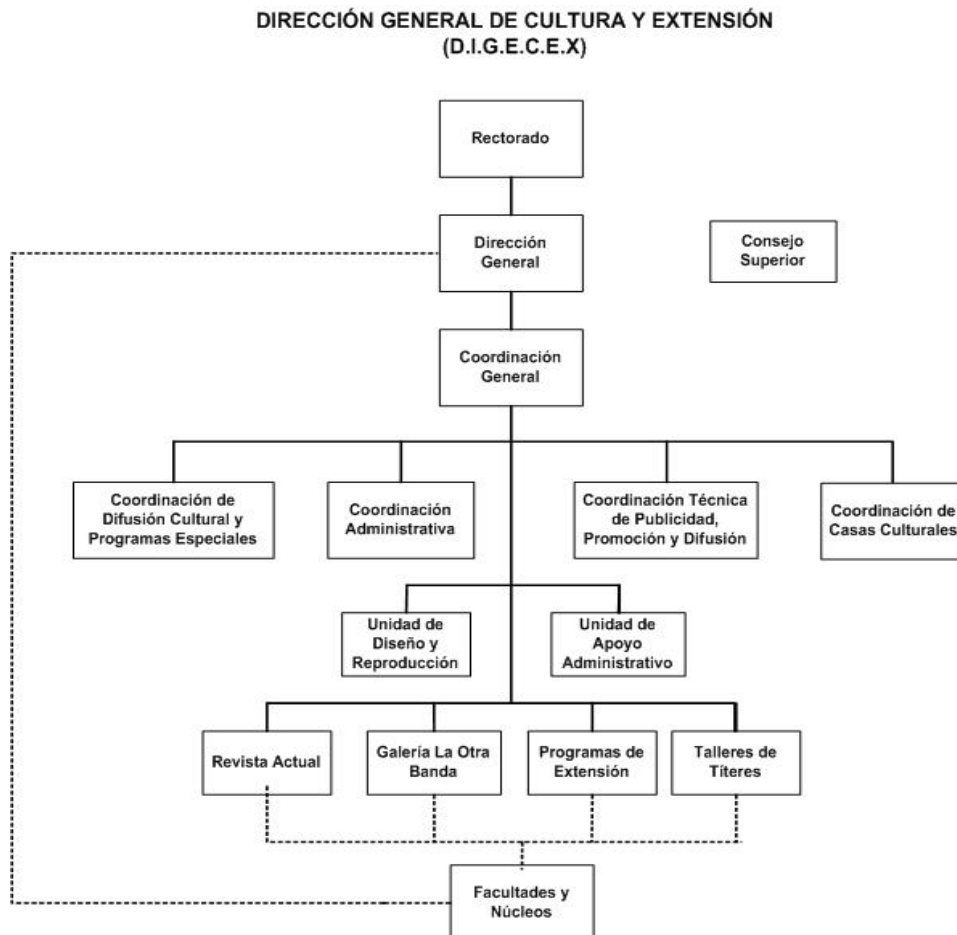 DIRECCIÓN GENERAL DE CULTURA Y EXTENSIÓN
(D.I.G.E.C.E.X)
Rectorado
Dirección
General
Consejo
Superior
Coordinación
General
Coordinación de
Difusión Cultural y
Programas Especiales
Coordinación
Administrativa
Coordinación Técnica
de Publicidad,
Promoción y Difusión
Coordinación de
Casas Culturales
Unidad de
Diseño y
Reproducción
Unidad de
Apoyo
Administrativo
Revista Actual
Galería La Otra
Banda
Programas de
Extensión
Talleres de
Títeres
Facultades y
Núcleos